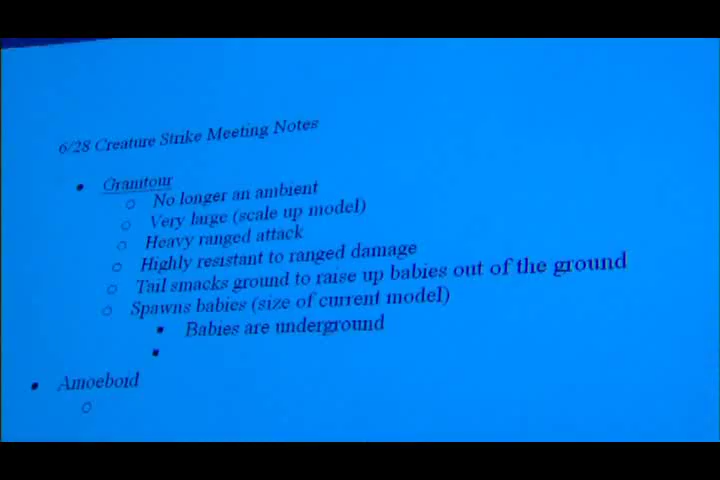 6/28 Creature Strike Meeting Notes
Granitour
No longer an ambient
Very large (scale up model)
Heavy ranged attack
Highly resistant to ranged damage
Tail smacks ground to raise up babies out of the ground
Spawns babies (size of current model)
Babies are underground
Amoeboid